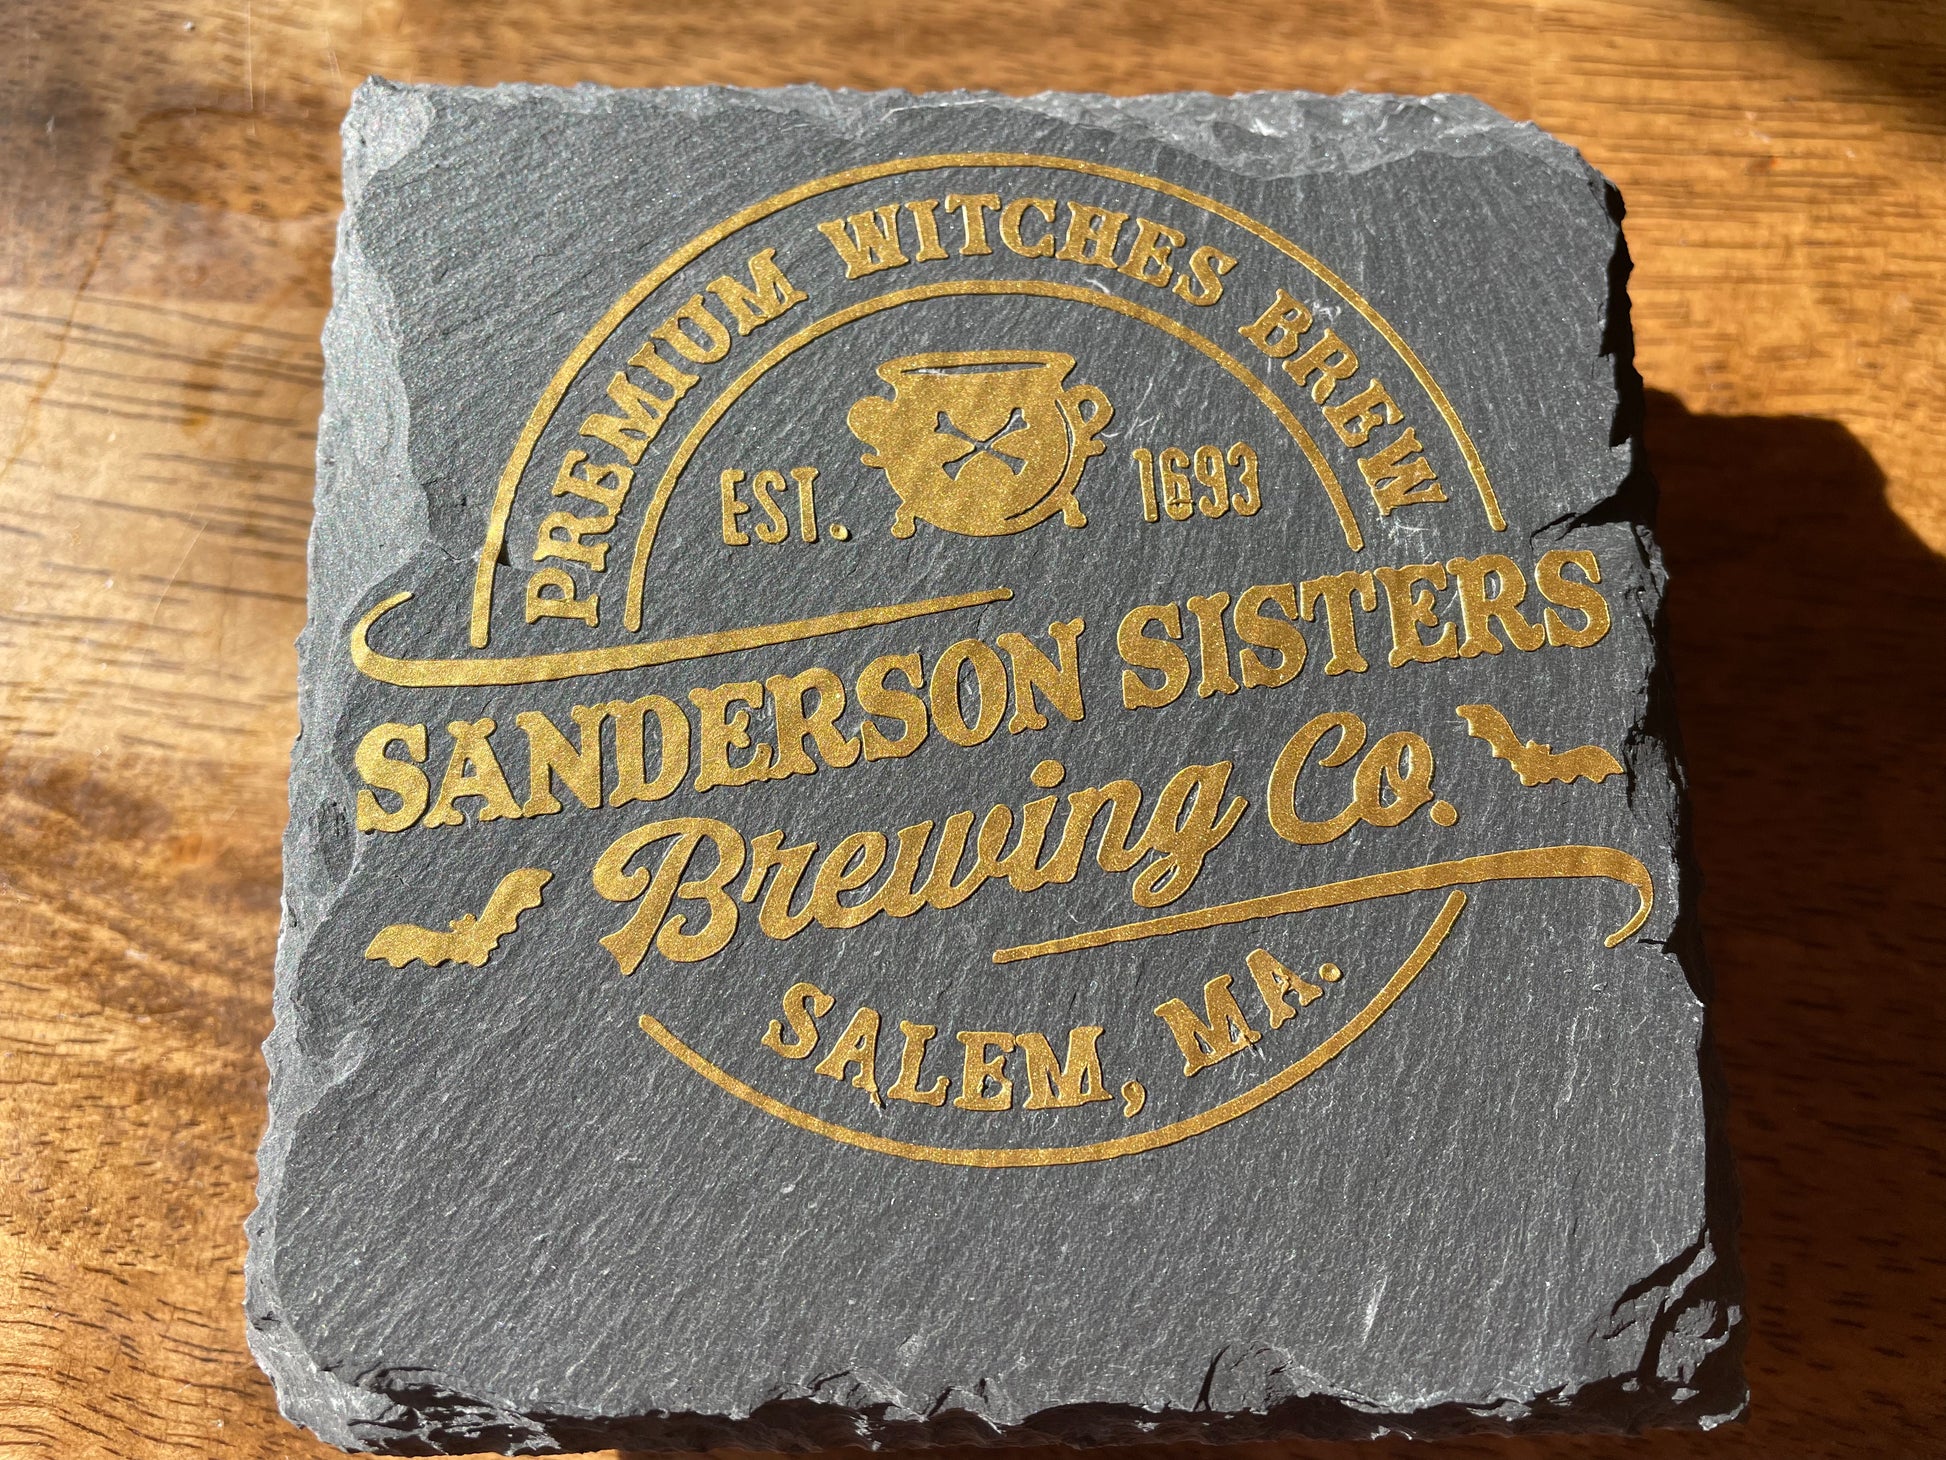 PREMIUM WITCHES BREW
EST. 1693
SANDERSON SISTERS
Brewing Co.
SALEM, MA.